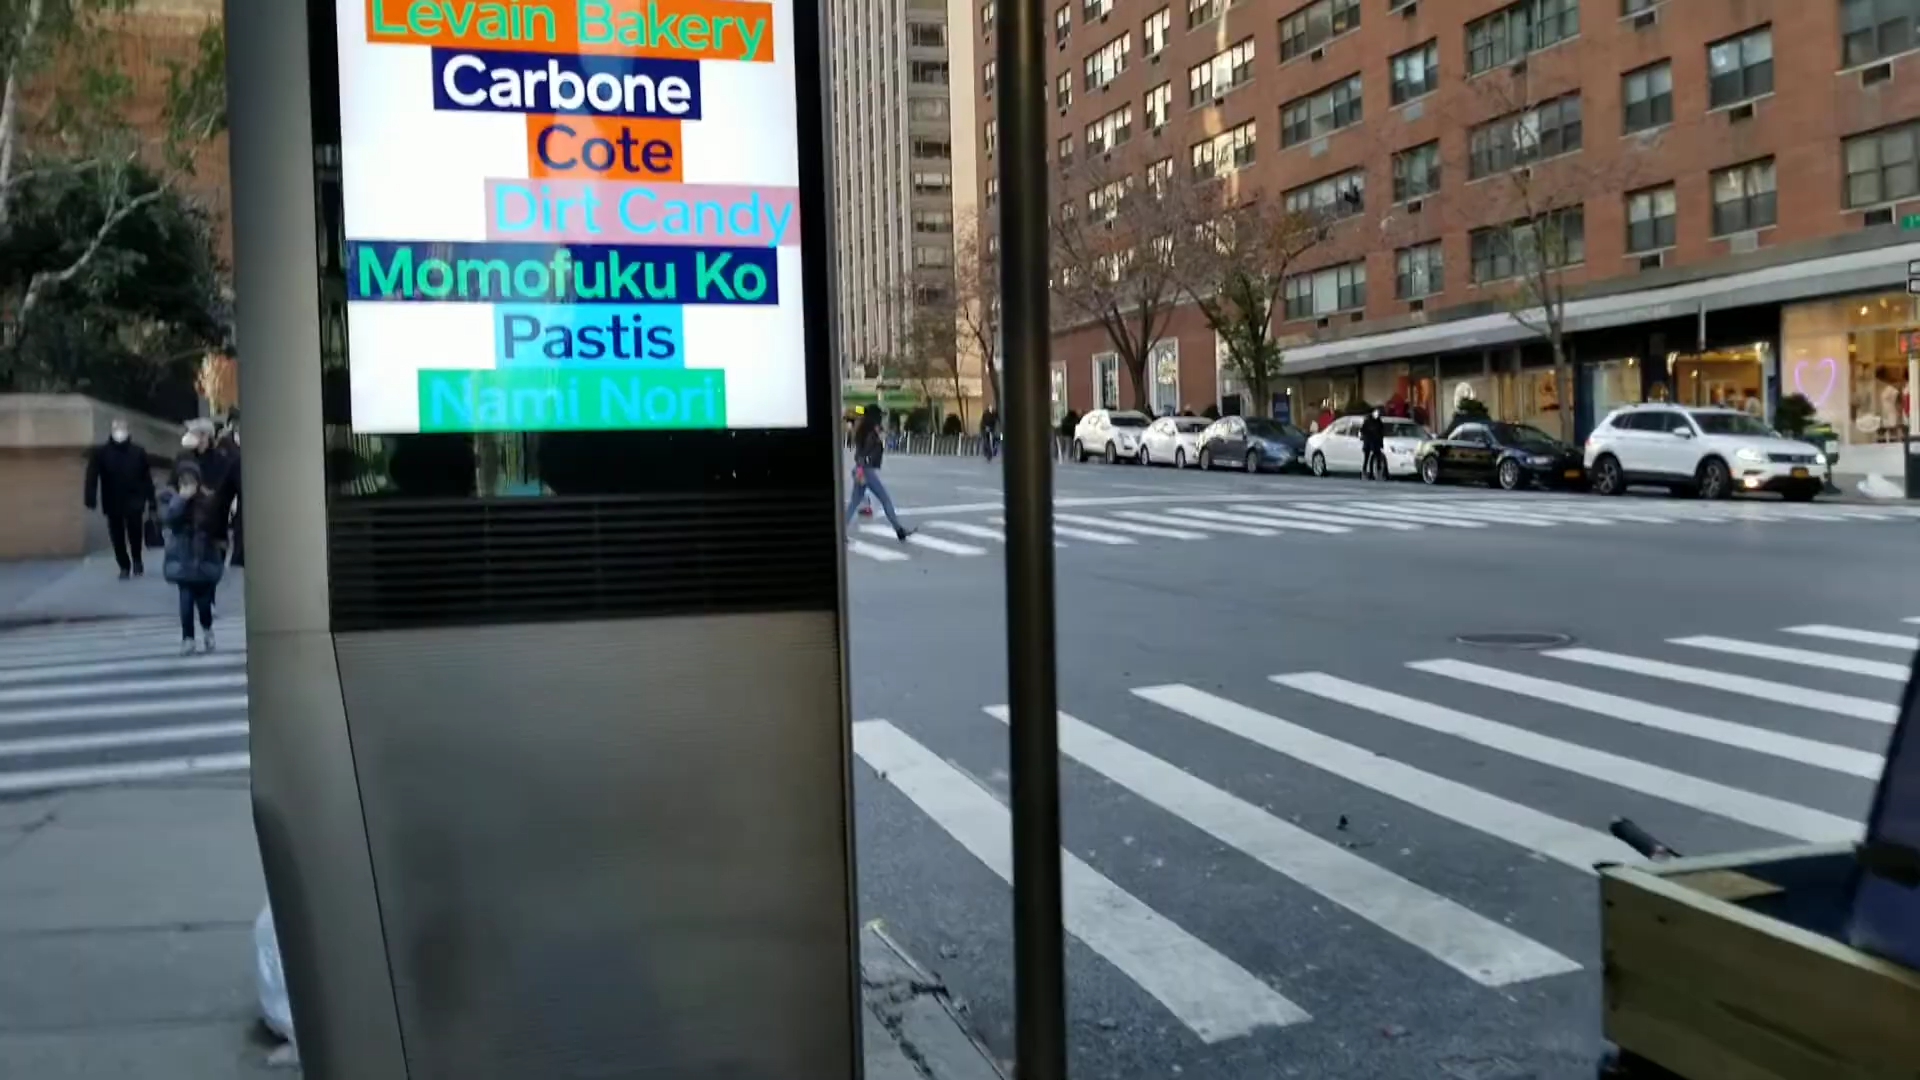 Levain Bakery
Carbone
Cote
Dirt Candy
Momofuku Ko
Pastis
Nami Nori